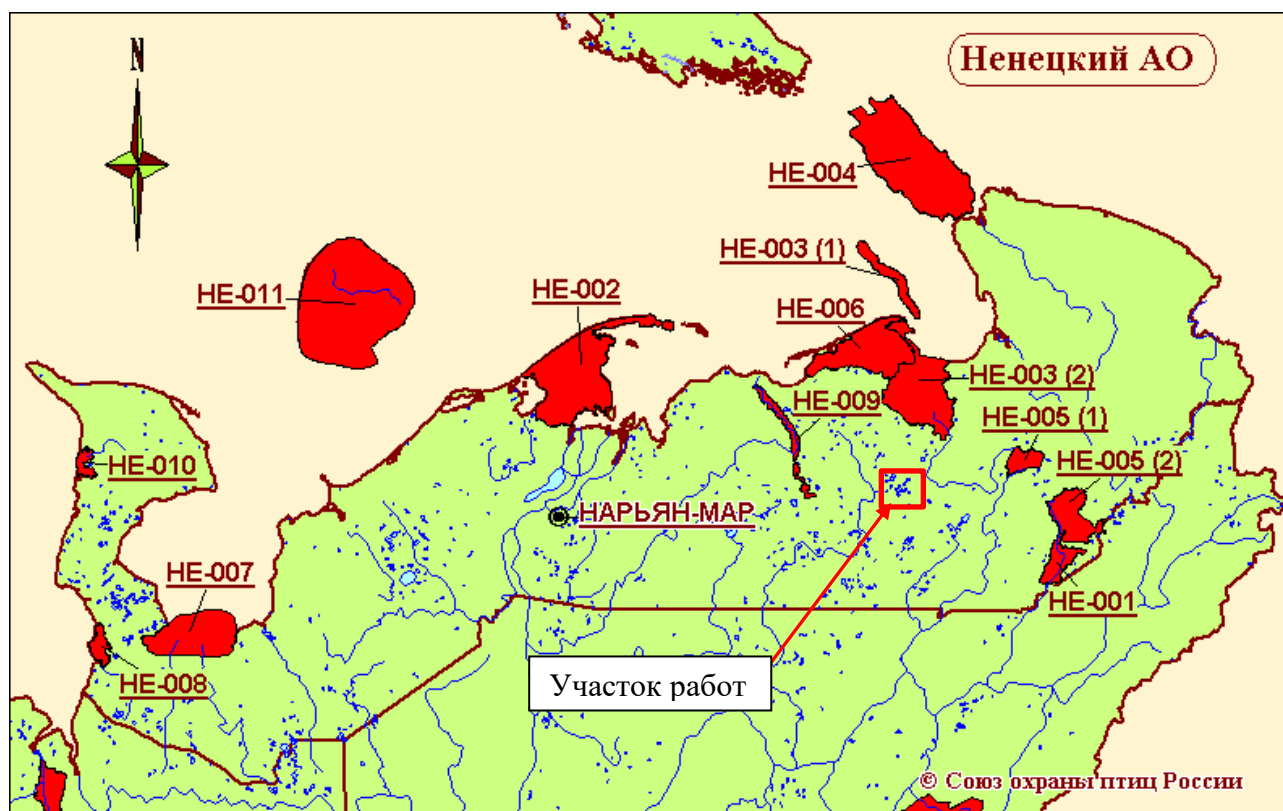 N
Ненецкий АО
НЕ-004
НЕ-003 (1)
НЕ-011
НЕ-002
НЕ-006
НЕ-003 (2)
НЕ-009
НЕ-005 (1)
НЕ-010
НЕ-005 (2)
НАРЬЯН-МАР
НЕ-007
НЕ-001
НЕ-008
Участок работ
© Союз охраны птиц России